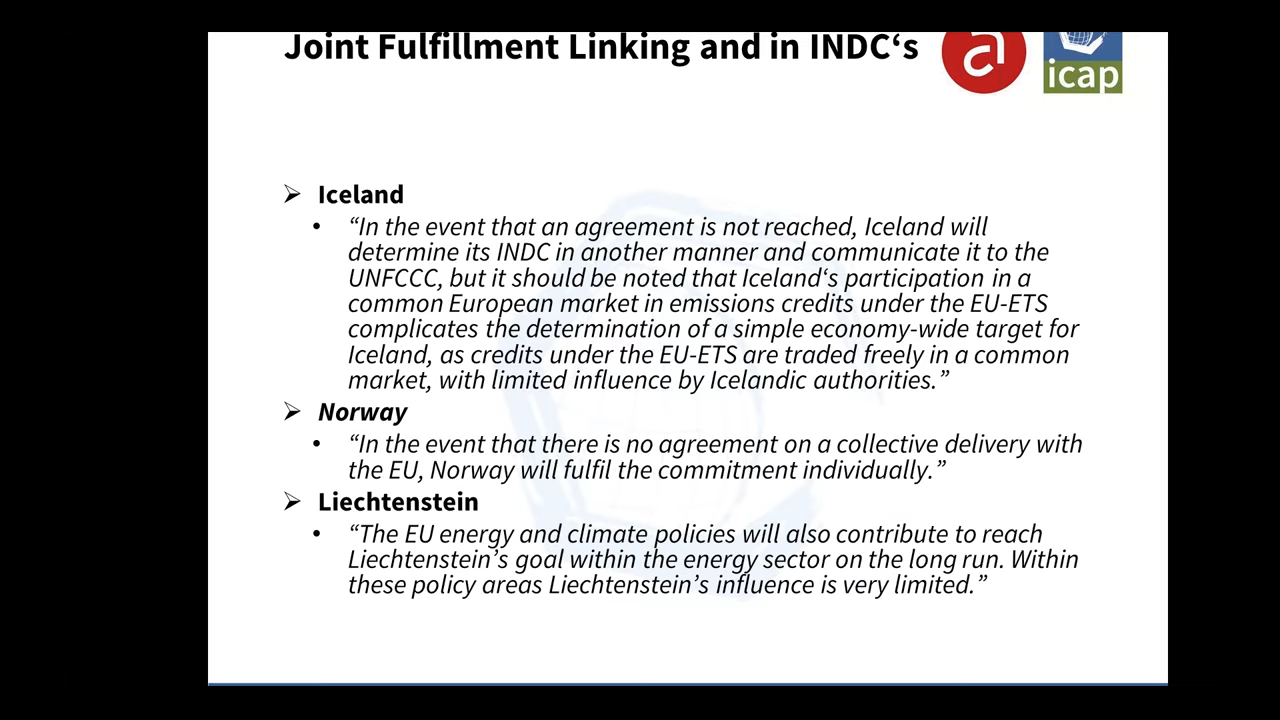 Joint Fulfillment Linking and in INDC‘s
a
icap
➢ Iceland
• “In the event that an agreement is not reached, Iceland will
determine its INDC in another manner and communicate it to the
UNFCCC, but it should be noted that Iceland‘s participation in a
common European market in emissions credits under the EU-ETS
complicates the determination of a simple economy-wide target for
Iceland, as credits under the EU-ETS are traded freely in a common
market, with limited influence by Icelandic authorities.”
➢ Norway
• “In the event that there is no agreement on a collective delivery with
the EU, Norway will fulfil the commitment individually.”
➢ Liechtenstein
• “The EU energy and climate policies will also contribute to reach
Liechtenstein’s goal within the energy sector on the long run. Within
these policy areas Liechtenstein’s influence is very limited.”